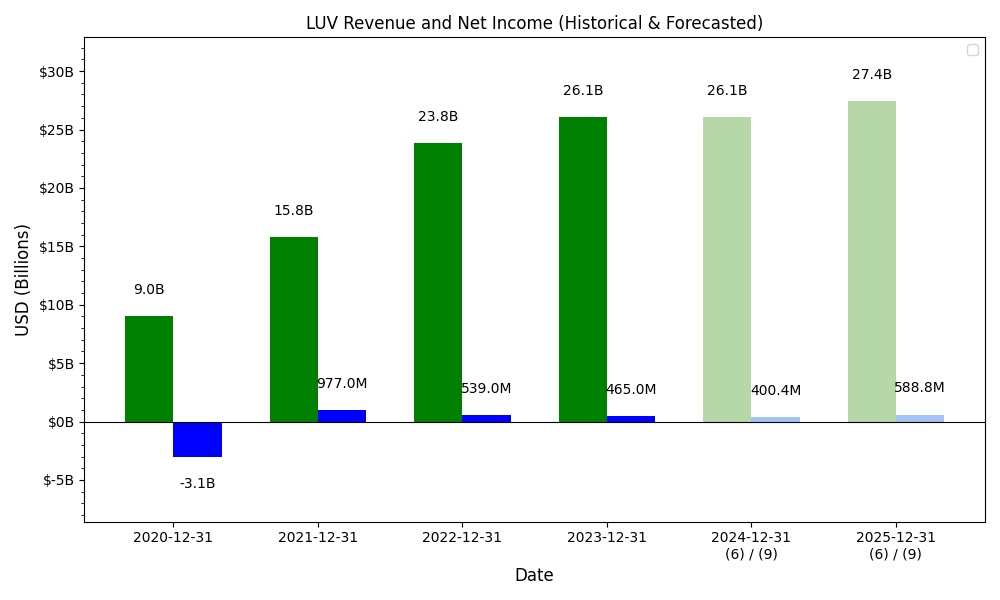 LUV Revenue and Net Income (Historical & Forecasted)
USD (Billions)
$30B
$25B
$20B
$15B
$10B
$5B
$0B
$-5B
9.0B
-3.1B
15.8B
977.0M
23.8B
539.0M
26.1B
465.0M
26.1B
400.4M
27.4B
588.8M
2020-12-31
2021-12-31
2022-12-31
2023-12-31
2024-12-31
(6) / (9)
2025-12-31
(6) / (9)
Date